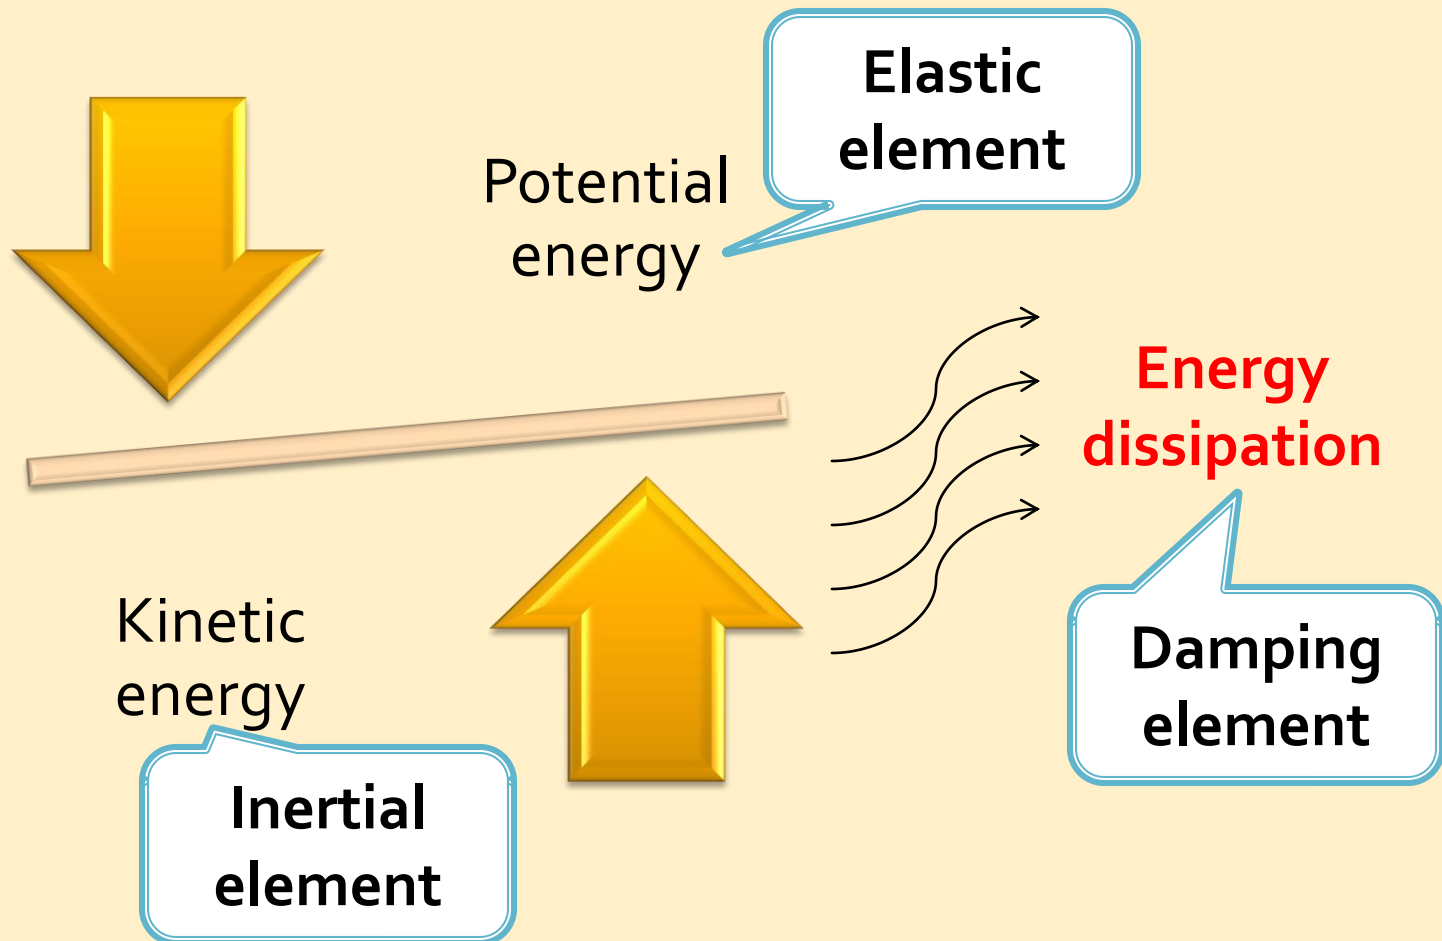 Elastic
element
Potential
energy
Energy
dissipation
Kinetic
energy
Damping
element
Inertial
element